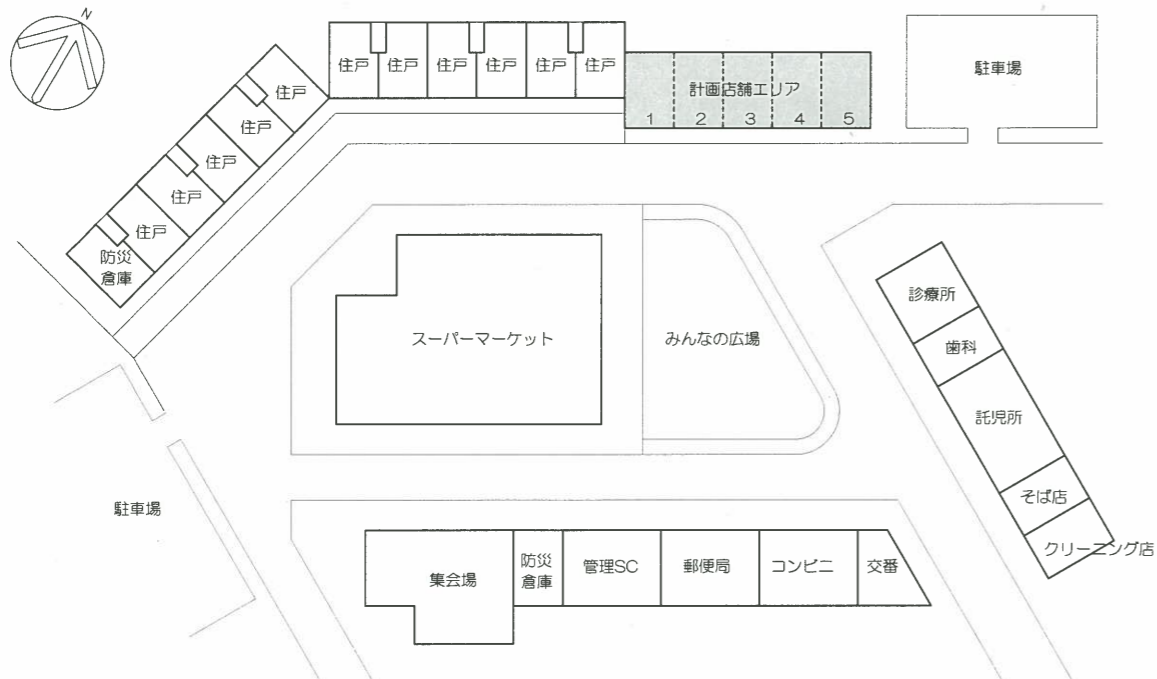 N
住戸
住戸
住戸
住戸
住戸
住戸
計画店舗エリア
1
2
3
4
5
駐車場
住戸
住戸
住戸
住戸
住戸
防災
倉庫
スーパーマーケット
みんなの広場
診療所
歯科
託児所
そば店
クリーニング店
駐車場
集会場
防災
倉庫
管理SC
郵便局
コンビニ
交番